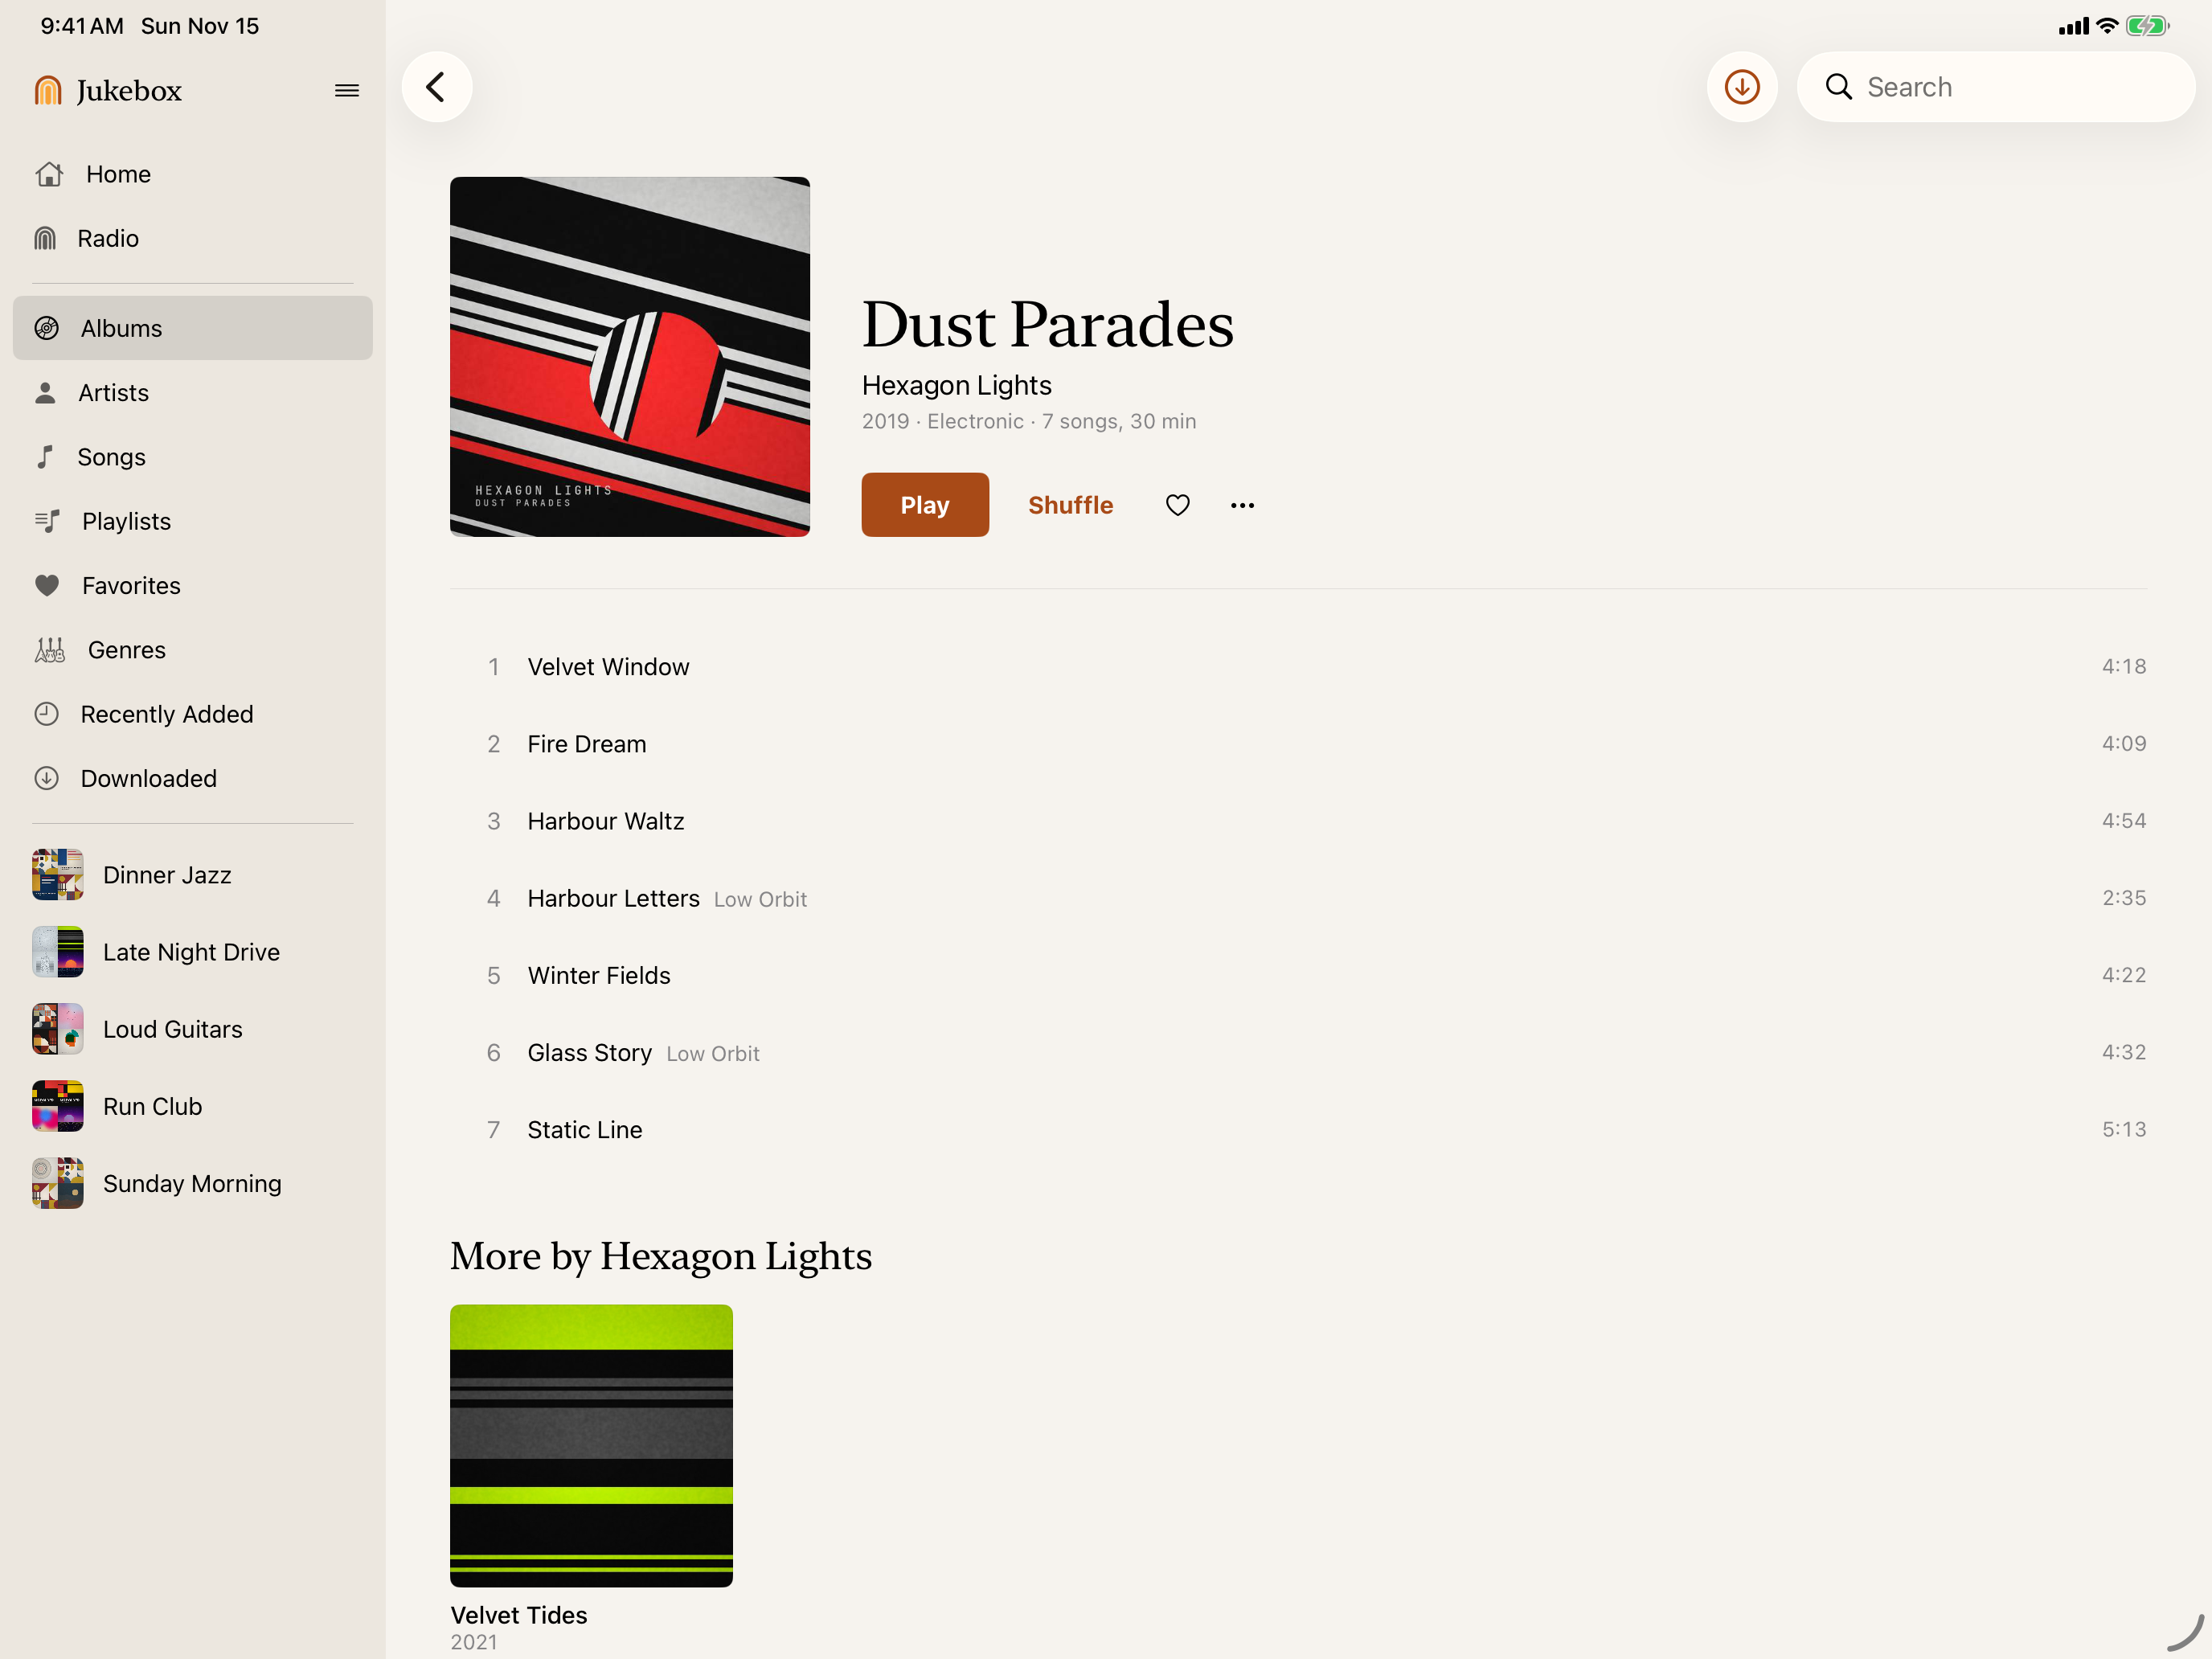 9:41 AM Sun Nov 15
Jukebox
Search
Home
Radio
Albums
Artists
Songs
Playlists
Favorites
Genres
Recently Added
Downloaded
Dinner Jazz
Late Night Drive
Loud Guitars
Run Club
Sunday Morning
HEXAGON LIGHTS
DUST PARADES
Dust Parades
Hexagon Lights
2019 · Electronic · 7 songs, 30 min
Play Shuffle
1 Velvet Window 4:18
2 Fire Dream 4:09
3 Harbour Waltz 4:54
4 Harbour Letters Low Orbit 2:35
5 Winter Fields 4:22
6 Glass Story Low Orbit 4:32
7 Static Line 5:13
More by Hexagon Lights
Velvet Tides
2021